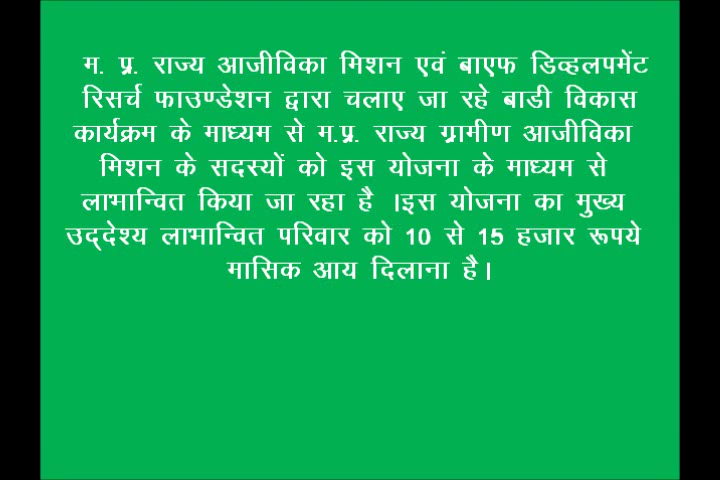 म. प्र. राज्य आजीविका मिशन एवं बाएफ डिव्हलपमेंट
रिसर्च फाउण्डेशन द्वारा चलाए जा रहे बाडी विकास
कार्यक्रम के माध्यम से म.प्र. राज्य ग्रामीण आजीविका
मिशन के सदस्यों को इस योजना के माध्यम से
लाभान्वित किया जा रहा है ।इस योजना का मुख्य
उद्देश्य लाभान्वित परिवार को 10 से 15 हजार रूपये
मासिक आय दिलाना है।